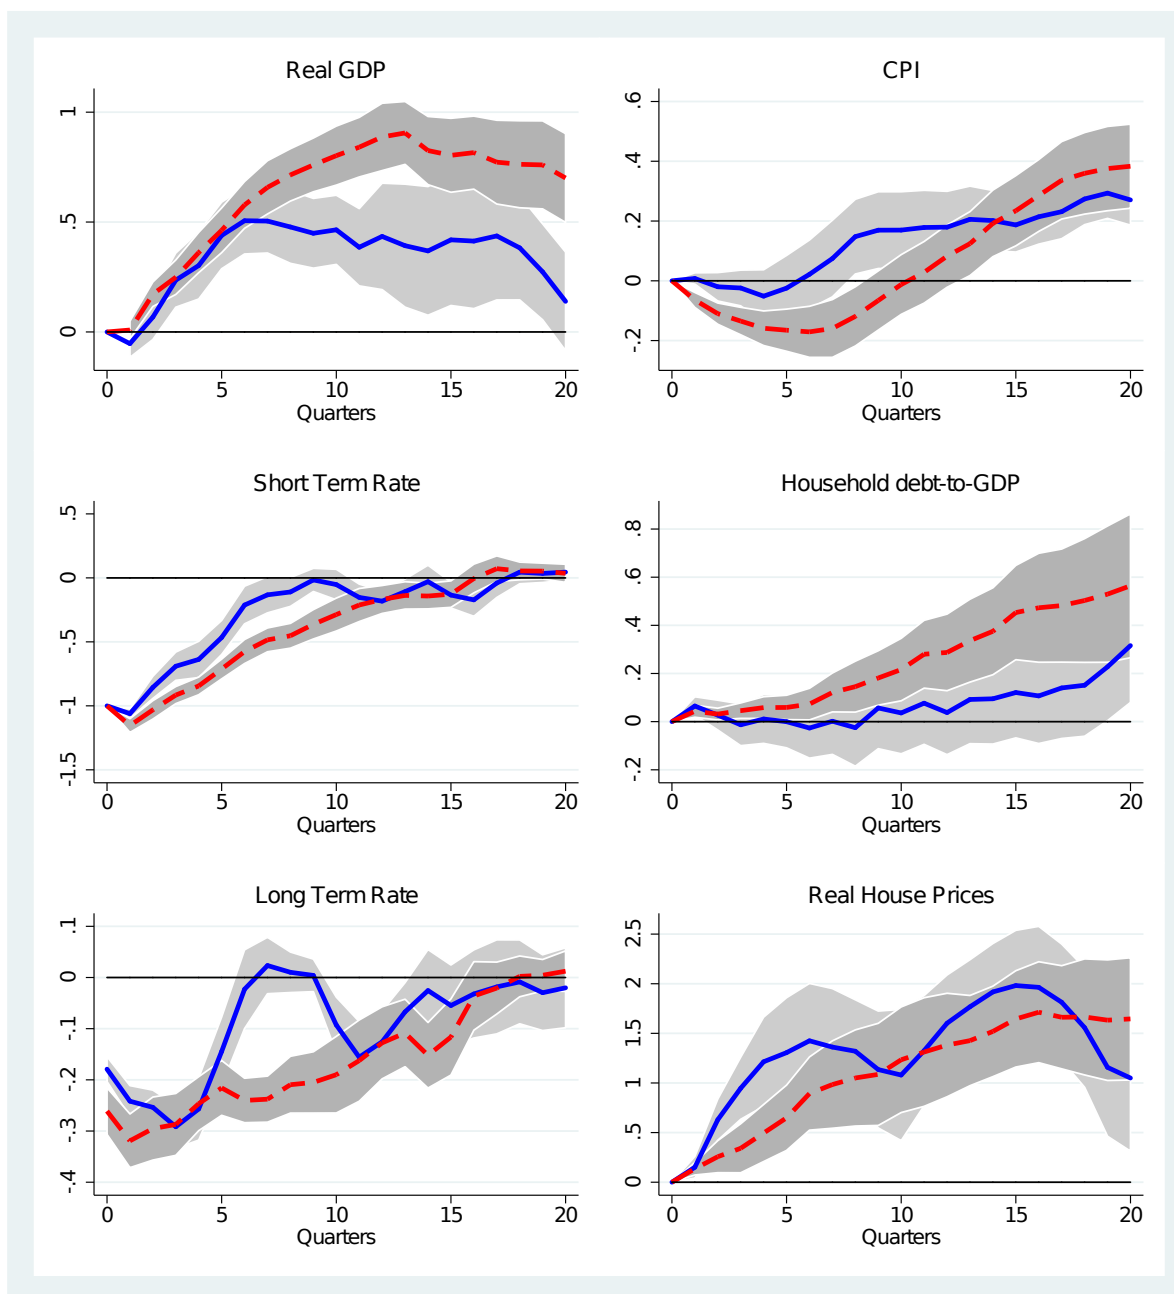 Real GDP
1
.5
0
0 5 10 15 20
Quarters
CPI
.6
.4
.2
0
-.2
0 5 10 15 20
Quarters
Short Term Rate
.5
0
-.5
-1
-1.5
0 5 10 15 20
Quarters
Household debt-to-GDP
.8
.6
.4
.2
0
-.2
0 5 10 15 20
Quarters
Long Term Rate
.1
0
-.1
-.2
-.3
-.4
0 5 10 15 20
Quarters
Real House Prices
2.5
2
1.5
1
.5
0
0 5 10 15 20
Quarters